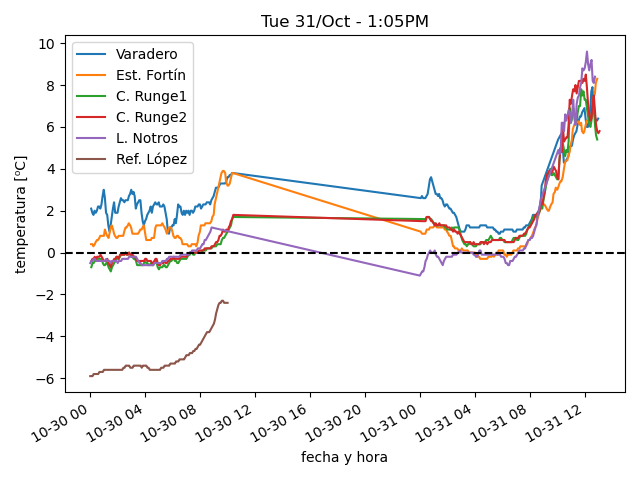 Tue 31/Oct - 1:05PM
10
8
6
4
2
0
−2
−4
−6
temperatura [ºC]
Varadero
Est. Fortín
C. Runge1
C. Runge2
L. Notros
Ref. López
10-30 00
10-30 04
10-30 08
10-30 12
10-30 16
10-30 20
10-31 00
10-31 04
10-31 08
10-31 12
fecha y hora